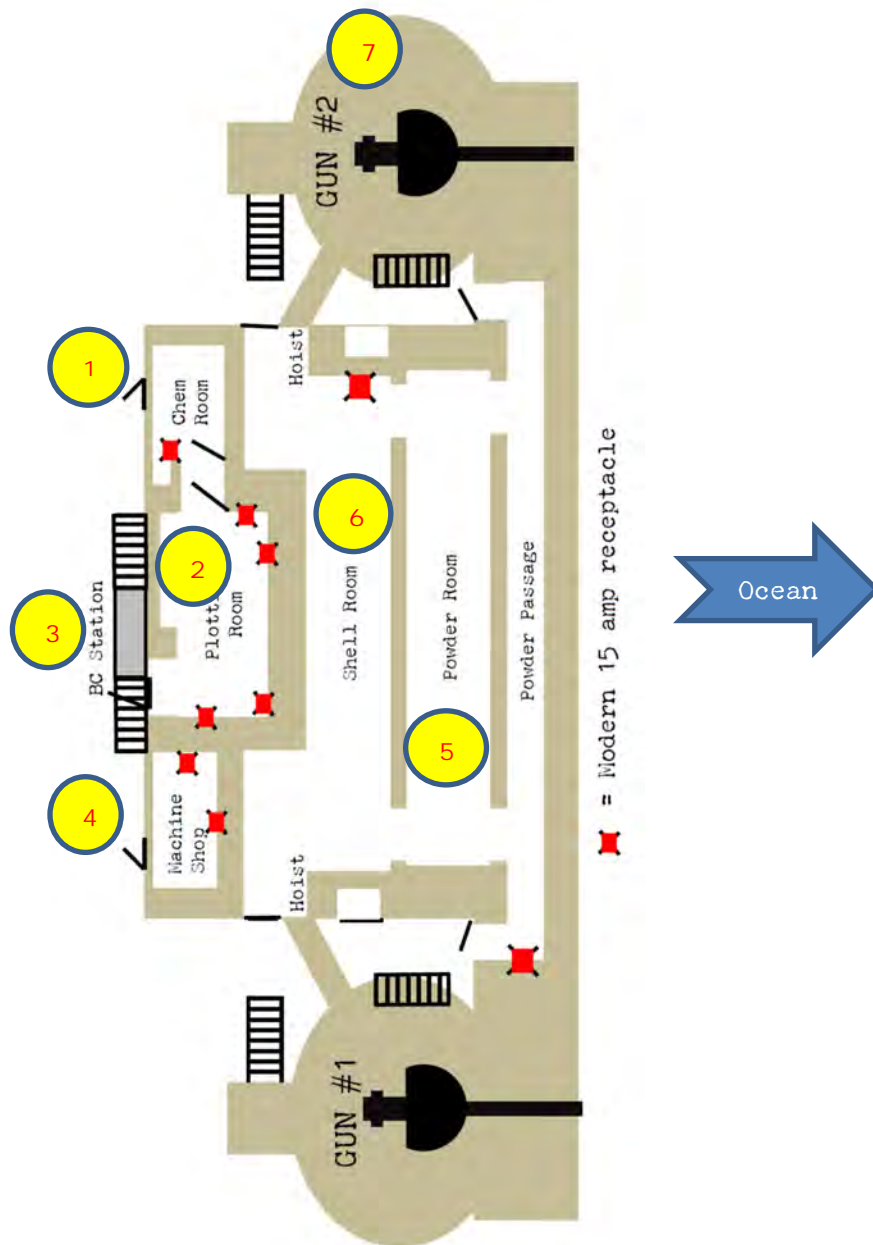 7
GUN #2
1
Hoist
Chem
Room
6
2
Plotti
Room
3
BC Station
Shell Room
Powder Room
Powder Passage
Ocean
5
4
Machine
Shop
Hoist
= Modern 15 amp receptacle
GUN #1